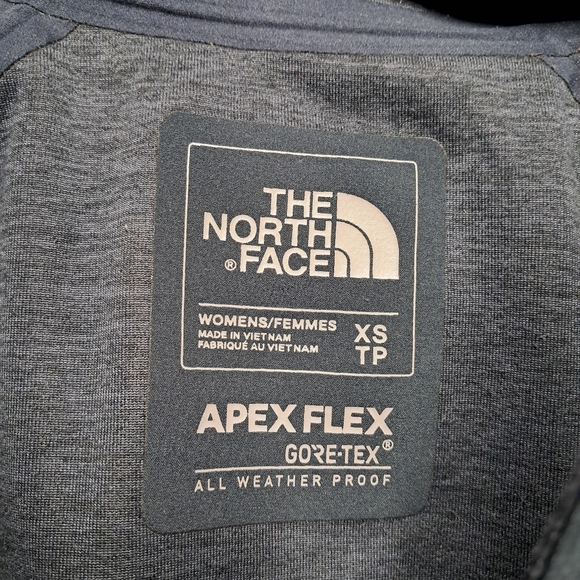 THE
NORTH
® FACE
WOMENS/FEMMES
MADE IN VIETNAM
FABRIQUÉ AU VIETNAM
XS
TP
APEX FLEX
GORE-TEX®
ALL WEATHER PROOF